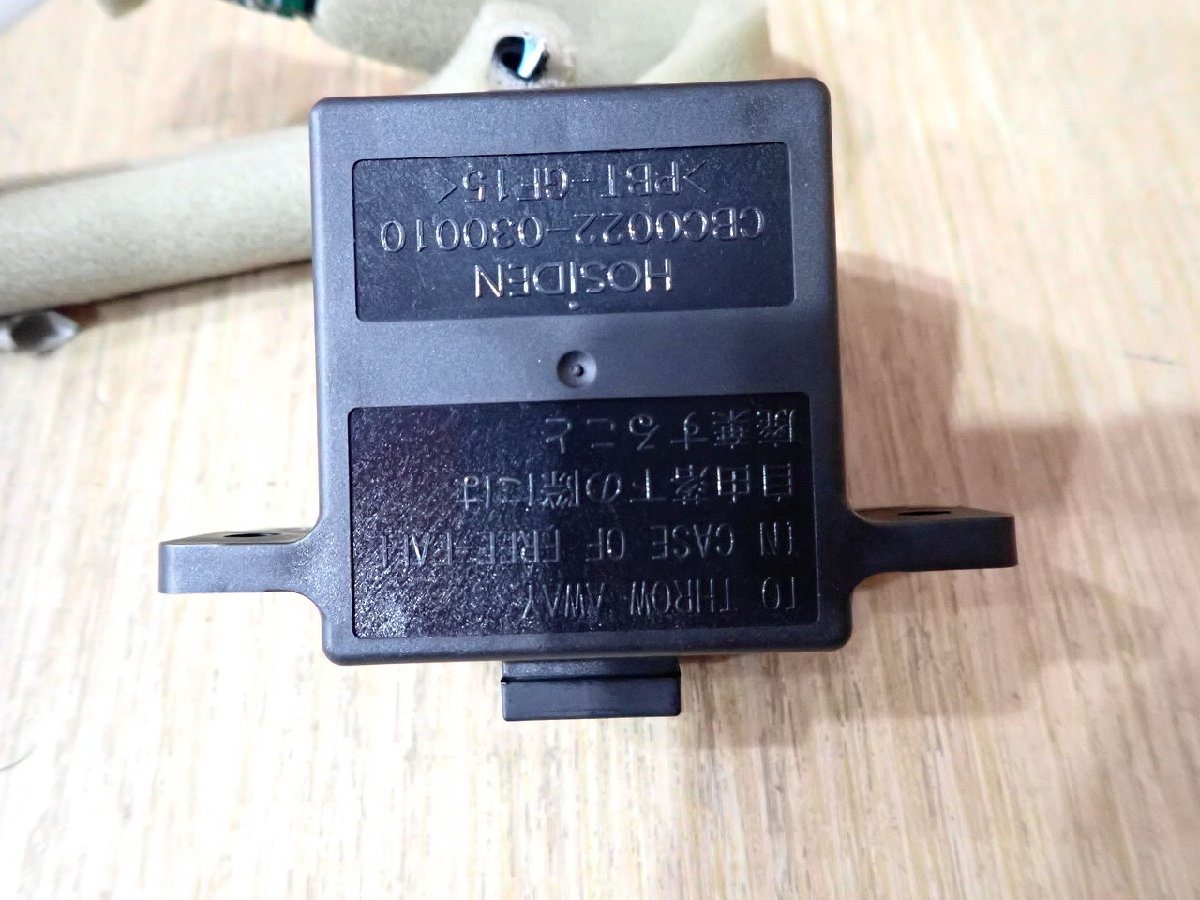 TO THROW AWAY
IN CASE OF FREE-FALL
自由落下の際には
廃棄すること
HOSIDEN
CBC0022-030010
>PBT-GF15<